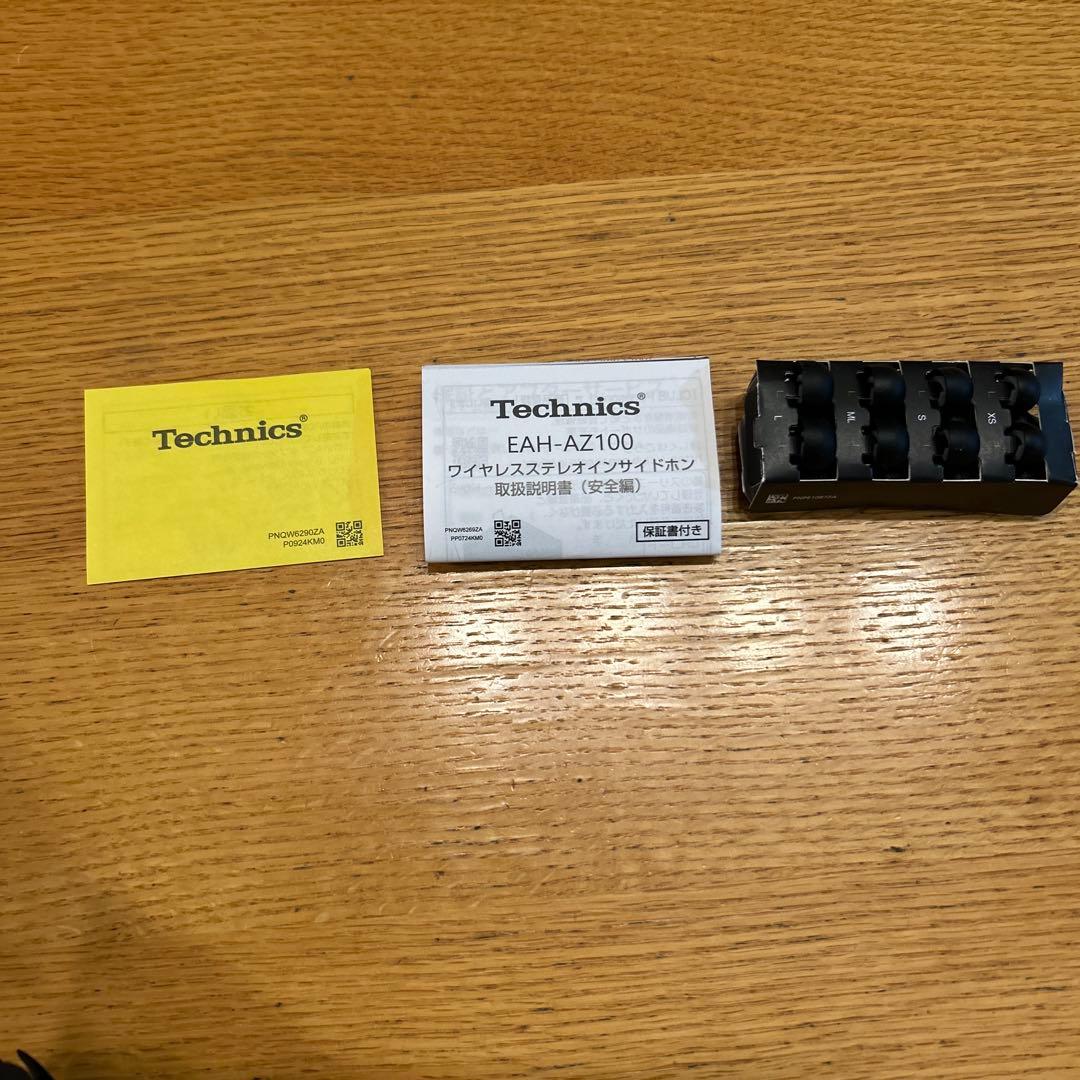 Technics®
PNQW6290ZA
P0924KM0
Technics®
EAH-AZ100
ワイヤレスステレオインサイドホン
取扱説明書（安全編）
PNQW6269ZA
PP0724KM0
保証書付き
L
ML
S
XS